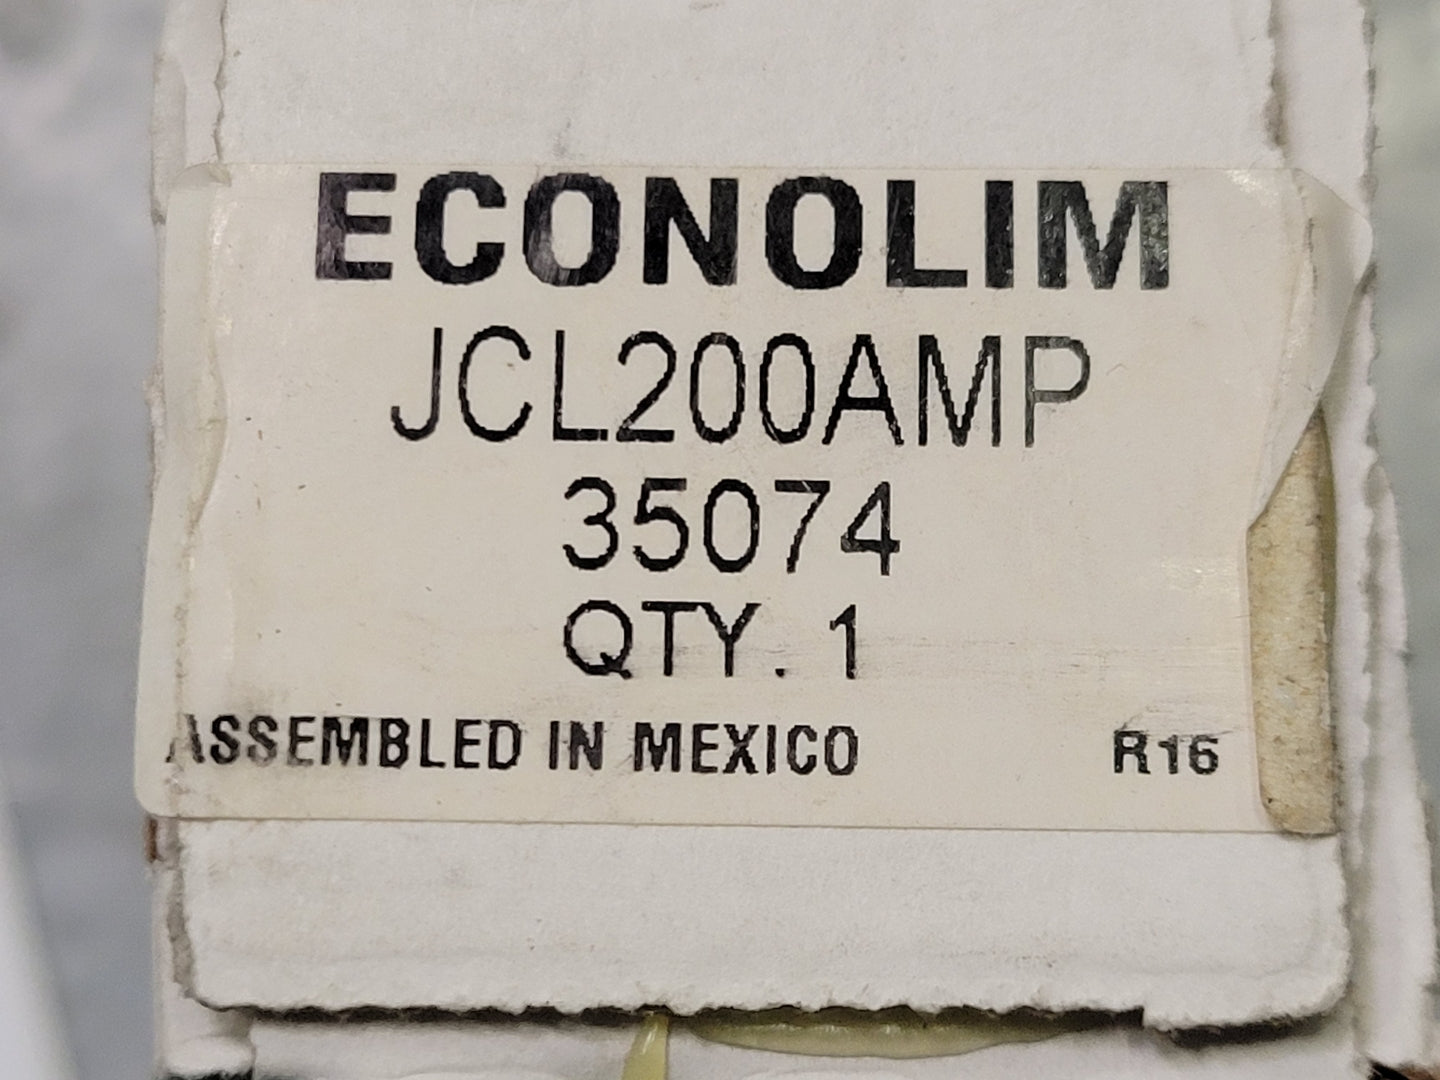 ECONOLIM
JCL200AMP
35074
QTY. 1
ASSEMBLED IN MEXICO R16